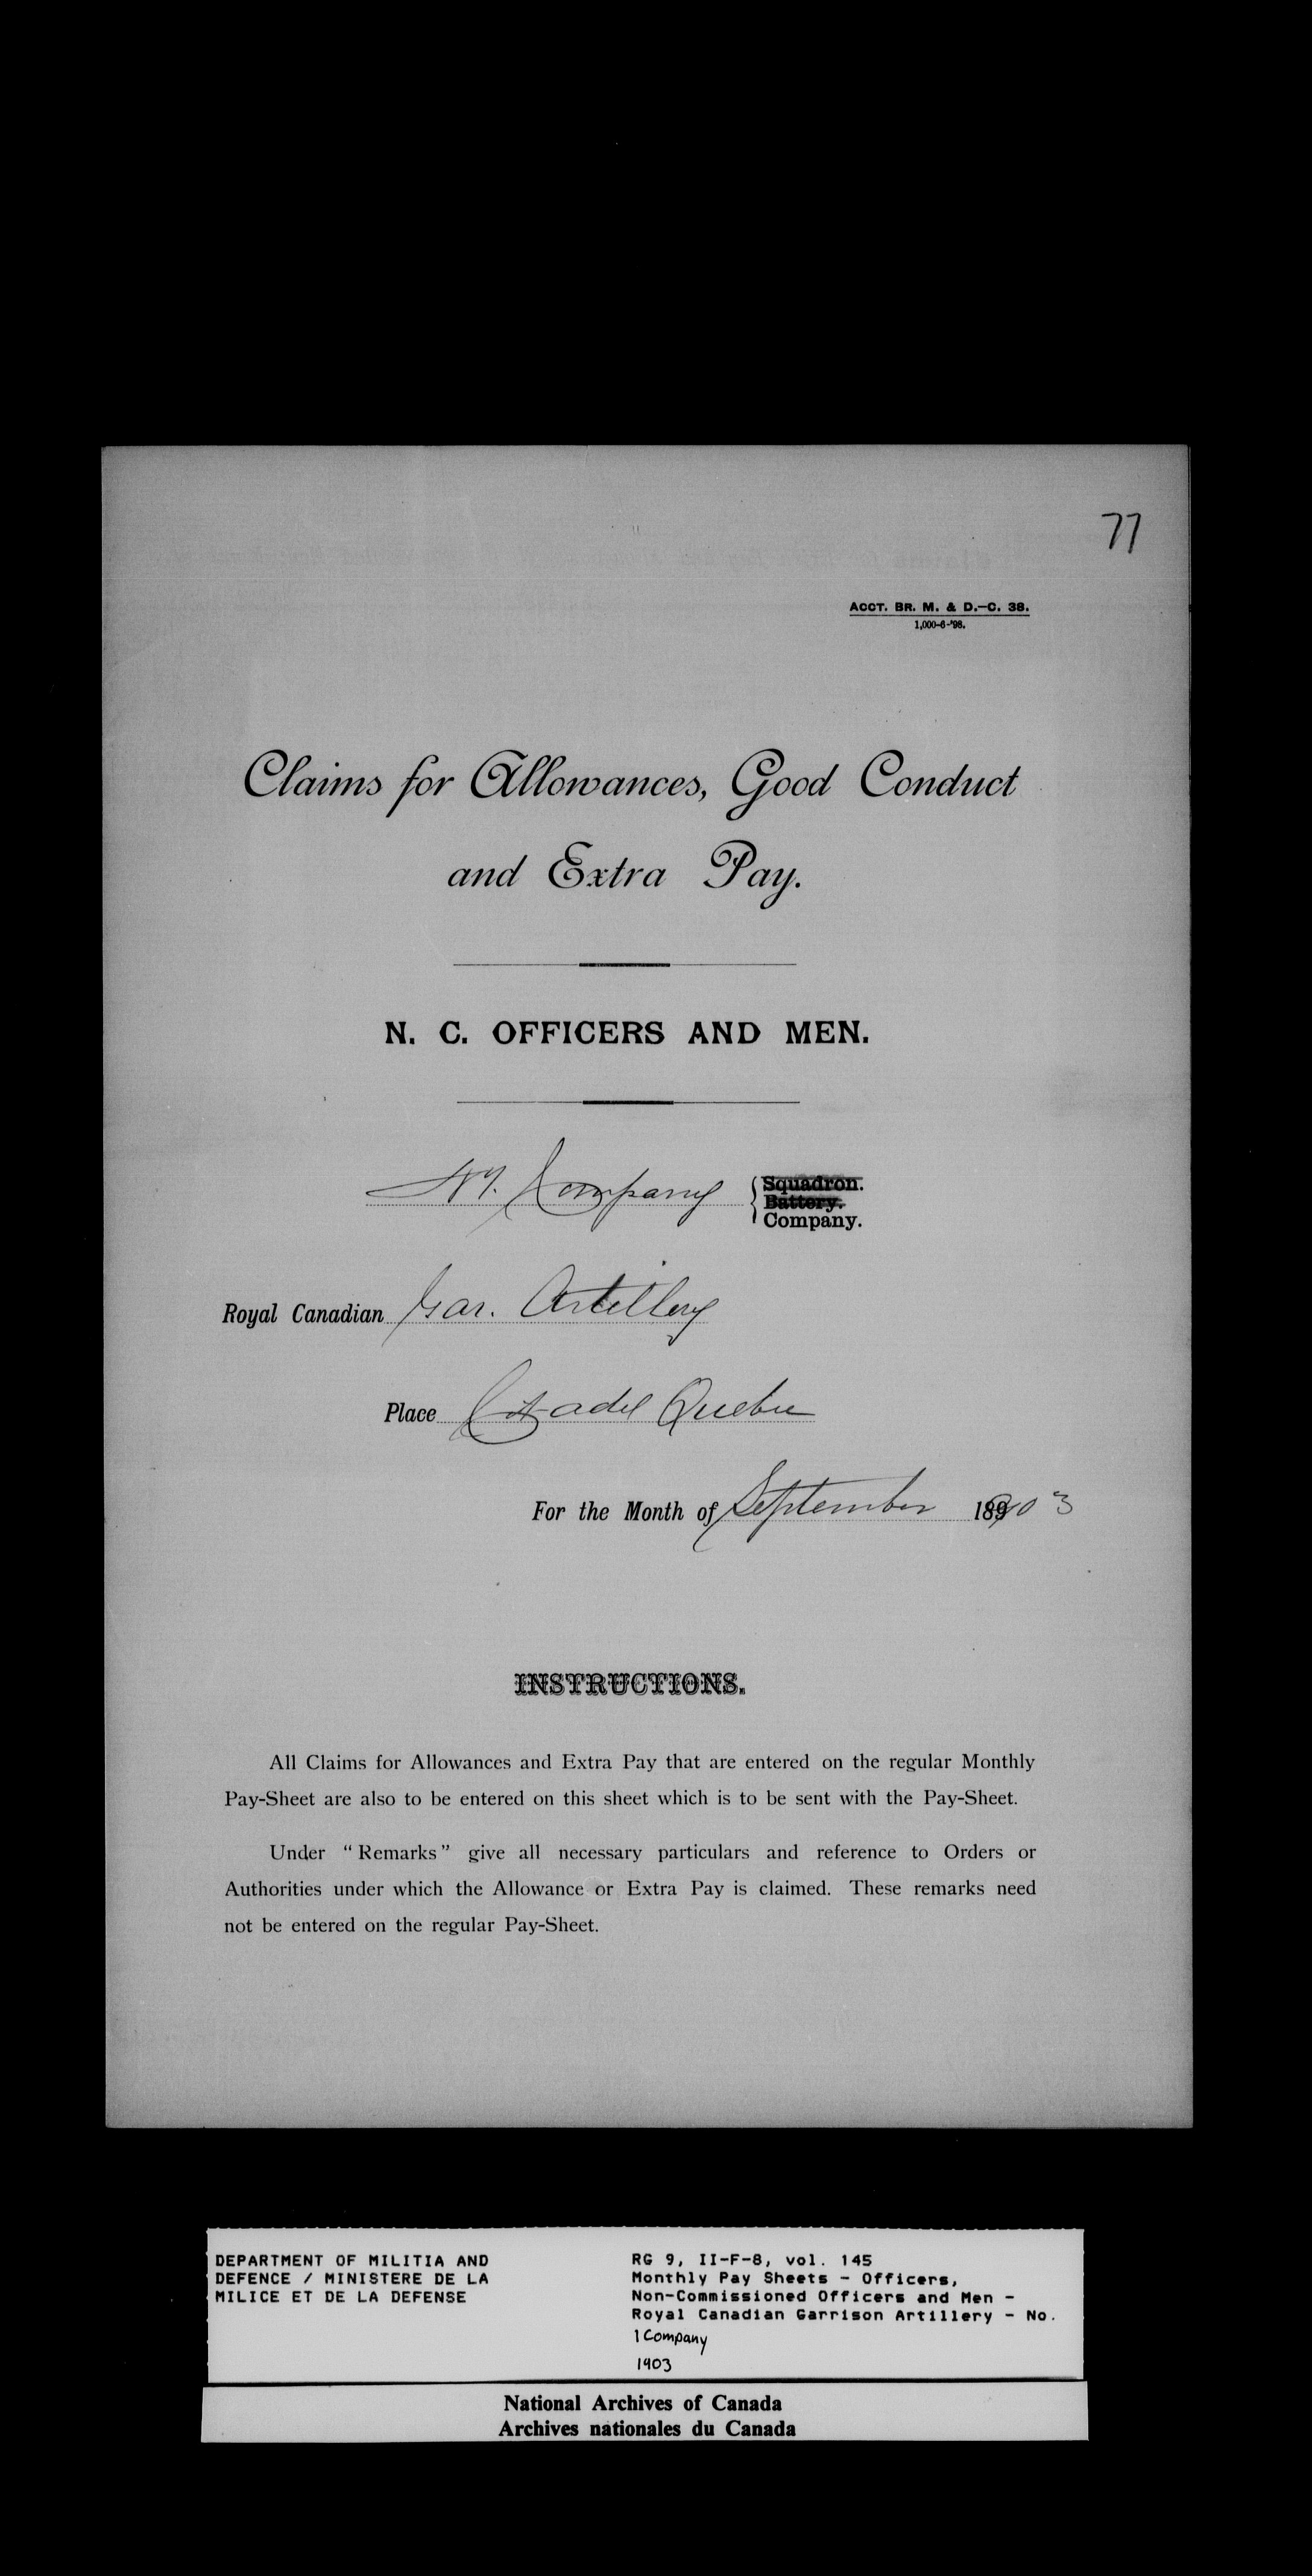 77
ACCT. BR. M. & D.—C. 38.
1,000-6-'98.
Claims for Allowances, Good Conduct
and Extra Pay.
N. C. OFFICERS AND MEN.
Company { Squadron.
Battery.
Company.
Royal Canadian Gar. Artillery
Place Citadel Quebec
For the Month of September 1903
INSTRUCTIONS.
All Claims for Allowances and Extra Pay that are entered on the regular Monthly
Pay-Sheet are also to be entered on this sheet which is to be sent with the Pay-Sheet.
Under “Remarks” give all necessary particulars and reference to Orders or
Authorities under which the Allowance or Extra Pay is claimed. These remarks need
not be entered on the regular Pay-Sheet.
DEPARTMENT OF MILITIA AND
DEFENCE / MINISTERE DE LA
MILICE ET DE LA DEFENSE
RG 9, II-F-8, vol. 145
Monthly Pay Sheets - Officers,
Non-Commissioned Officers and Men -
Royal Canadian Garrison Artillery - No.
1 Company
1903
National Archives of Canada
Archives nationales du Canada